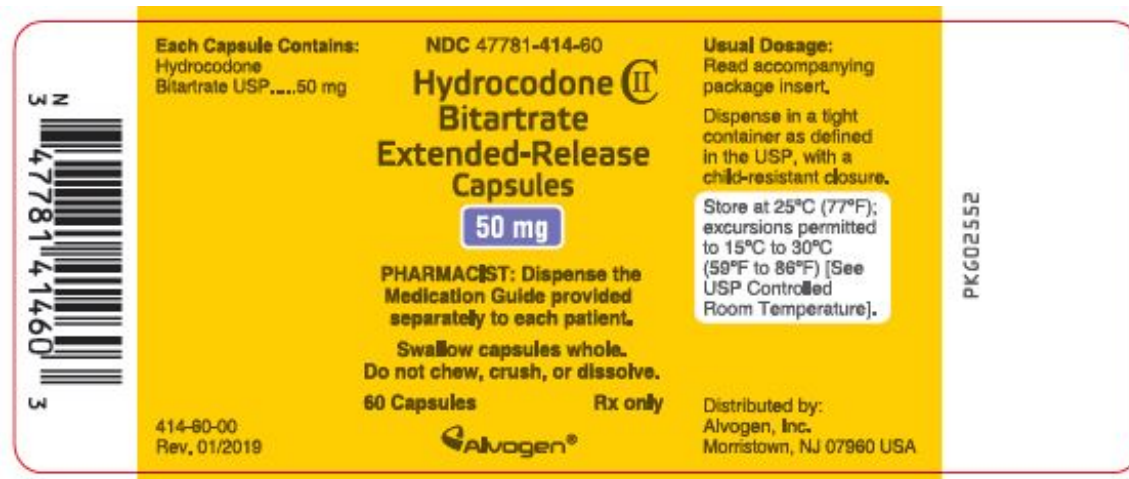 N
3
47781 41460
3
Each Capsule Contains:
Hydrocodone
Bitartrate USP.....50 mg
414-60-00
Rev. 01/2019
NDC 47781-414-60
Hydrocodone CII
Bitartrate
Extended-Release
Capsules
50 mg
PHARMACIST: Dispense the
Medication Guide provided
separately to each patient.
Swallow capsules whole.
Do not chew, crush, or dissolve.
60 Capsules Rx only
Alvogen®
Usual Dosage:
Read accompanying
package insert.
Dispense in a tight
container as defined
in the USP, with a
child-resistant closure.
Store at 25°C (77°F);
excursions permitted
to 15°C to 30°C
(59°F to 86°F) [See
USP Controlled
Room Temperature].
Distributed by:
Alvogen, Inc.
Morristown, NJ 07960 USA
PKG02552